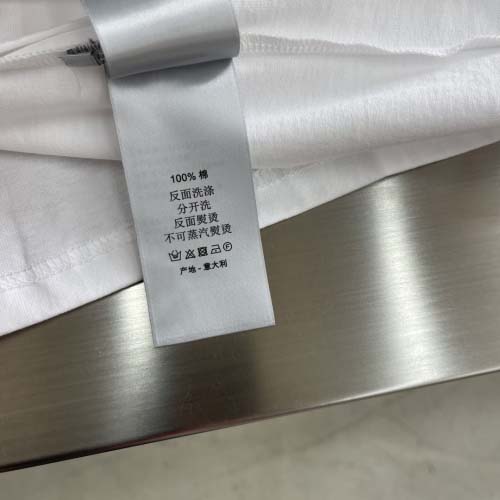 100% 棉
反面洗涤
分开洗
反面熨烫
不可蒸汽熨烫
产地 - 意大利